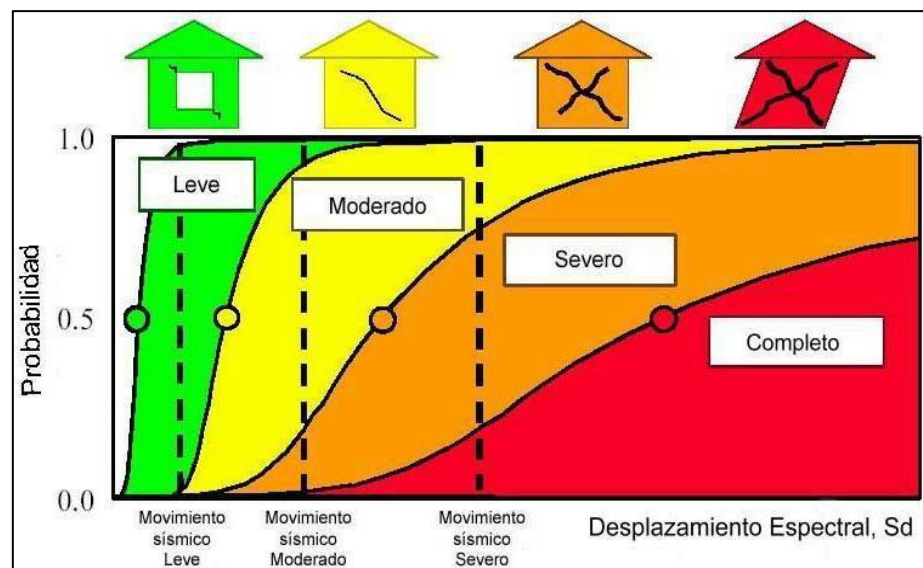 1.0
Leve
Moderado
Severo
Probabilidad
0.5
Completo
0.0
Movimiento
sísmico
Leve
Movimiento
sísmico
Moderado
Movimiento
sísmico
Severo
Desplazamiento Espectral, Sd